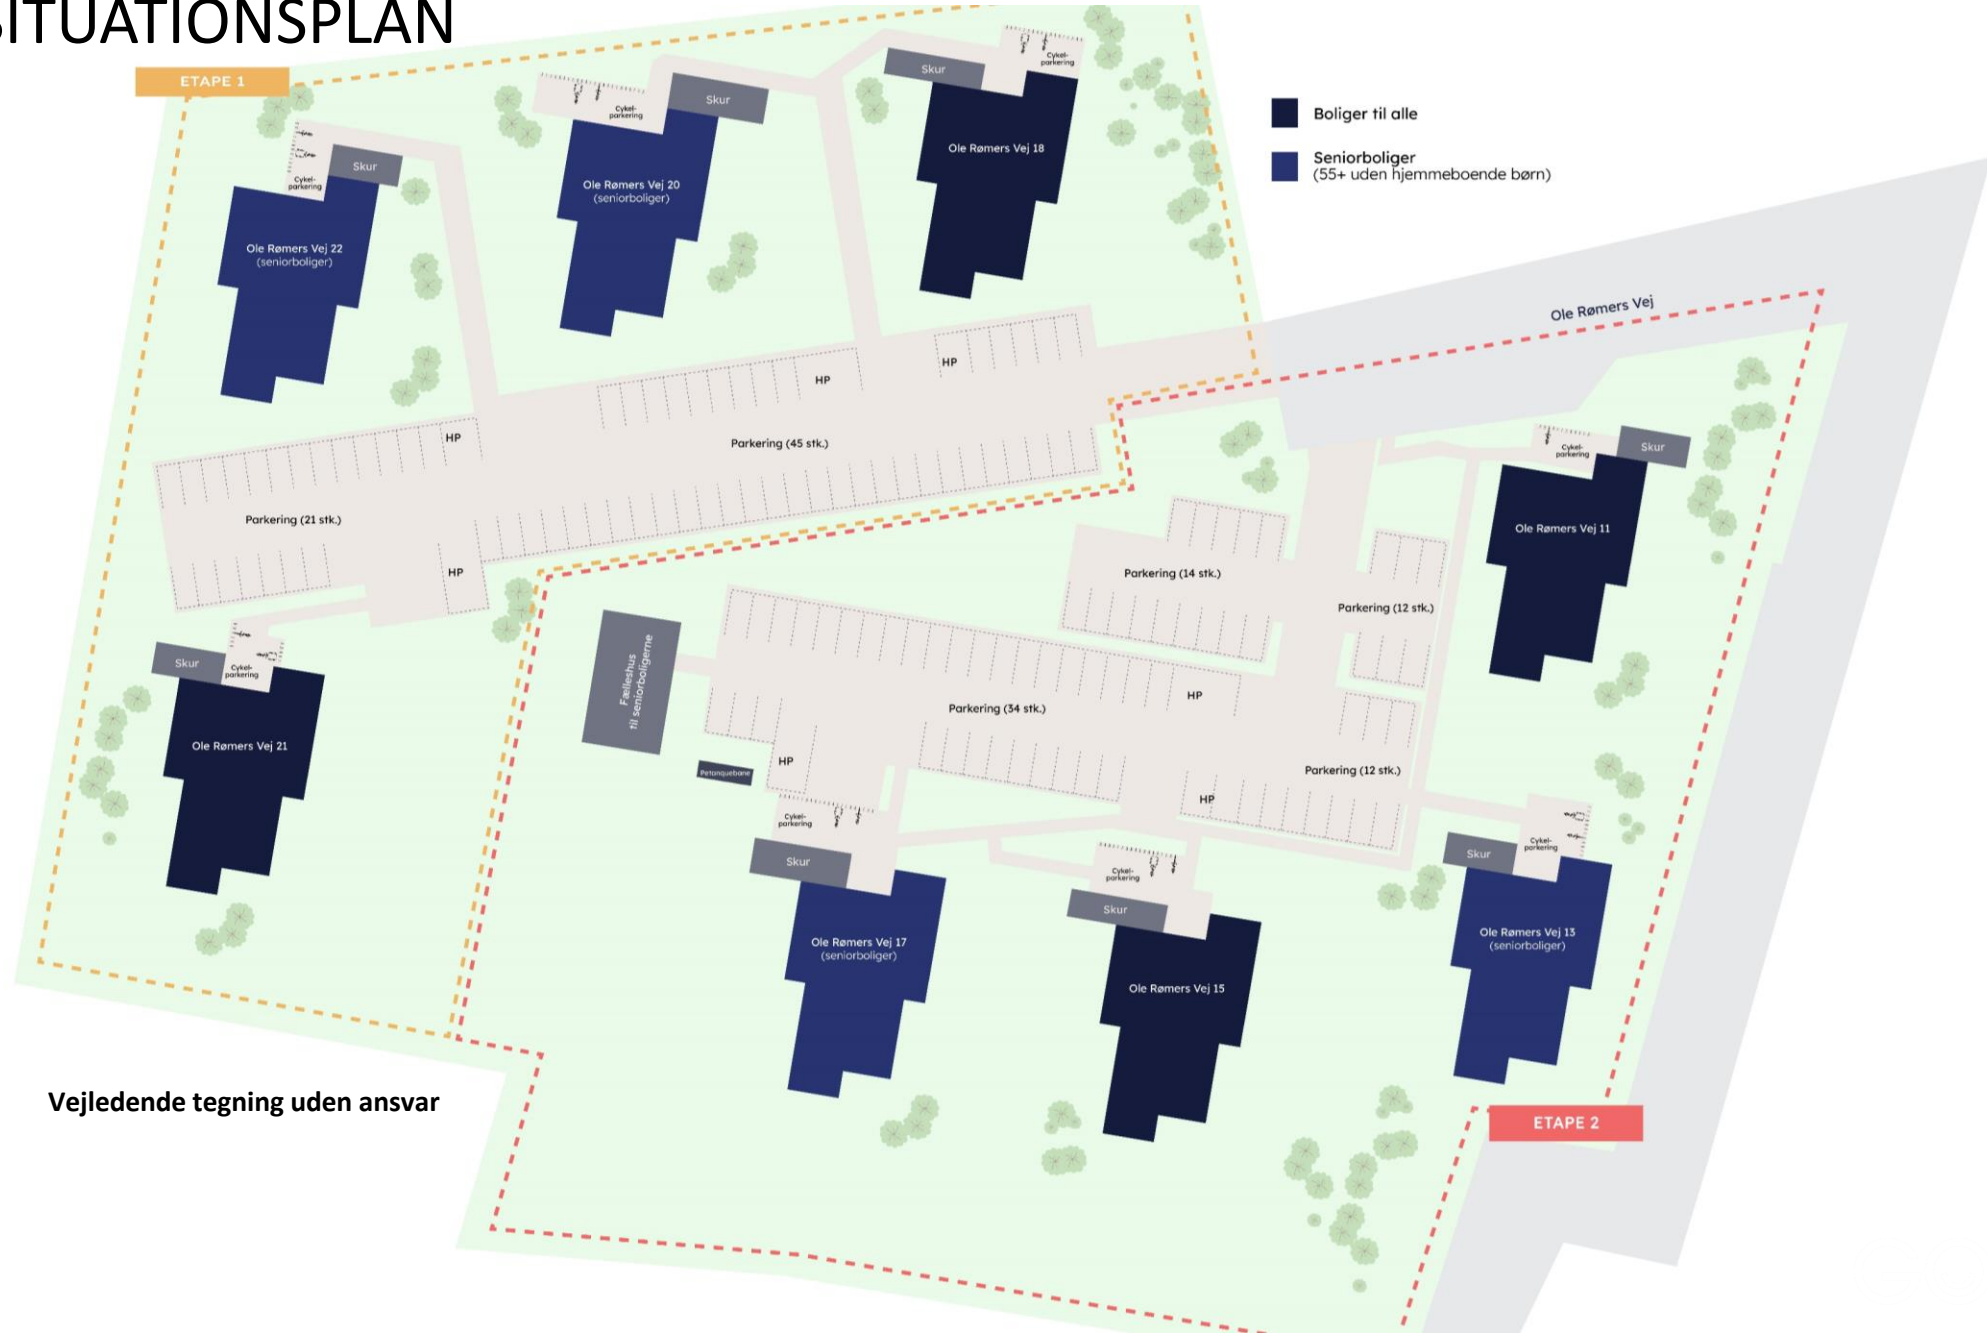 SITUATIONSPLAN
ETAPE 1
Boliger til alle
Seniorboliger
(55+ uden hjemmeboende børn)
Skur
Cykel-
parkering
Ole Rømers Vej 18
Skur
Cykel-
parkering
Ole Rømers Vej 20
(seniorboliger)
Skur
Cykel-
parkering
Ole Rømers Vej 22
(seniorboliger)
Ole Rømers Vej
HP
HP
Parkering (45 stk.)
HP
Parkering (21 stk.)
HP
Skur
Cykel-
parkering
Ole Rømers Vej 21
Cykel-
parkering
Skur
Ole Rømers Vej 11
Parkering (14 stk.)
Parkering (12 stk.)
Fælleshus
til seniorboligerne
HP
Parkering (34 stk.)
HP
Petanquebane
Parkering (12 stk.)
HP
Cykel-
parkering
Skur
Ole Rømers Vej 17
(seniorboliger)
Cykel-
parkering
Skur
Ole Rømers Vej 15
Cykel-
parkering
Skur
Ole Rømers Vej 13
(seniorboliger)
Vejledende tegning uden ansvar
ETAPE 2